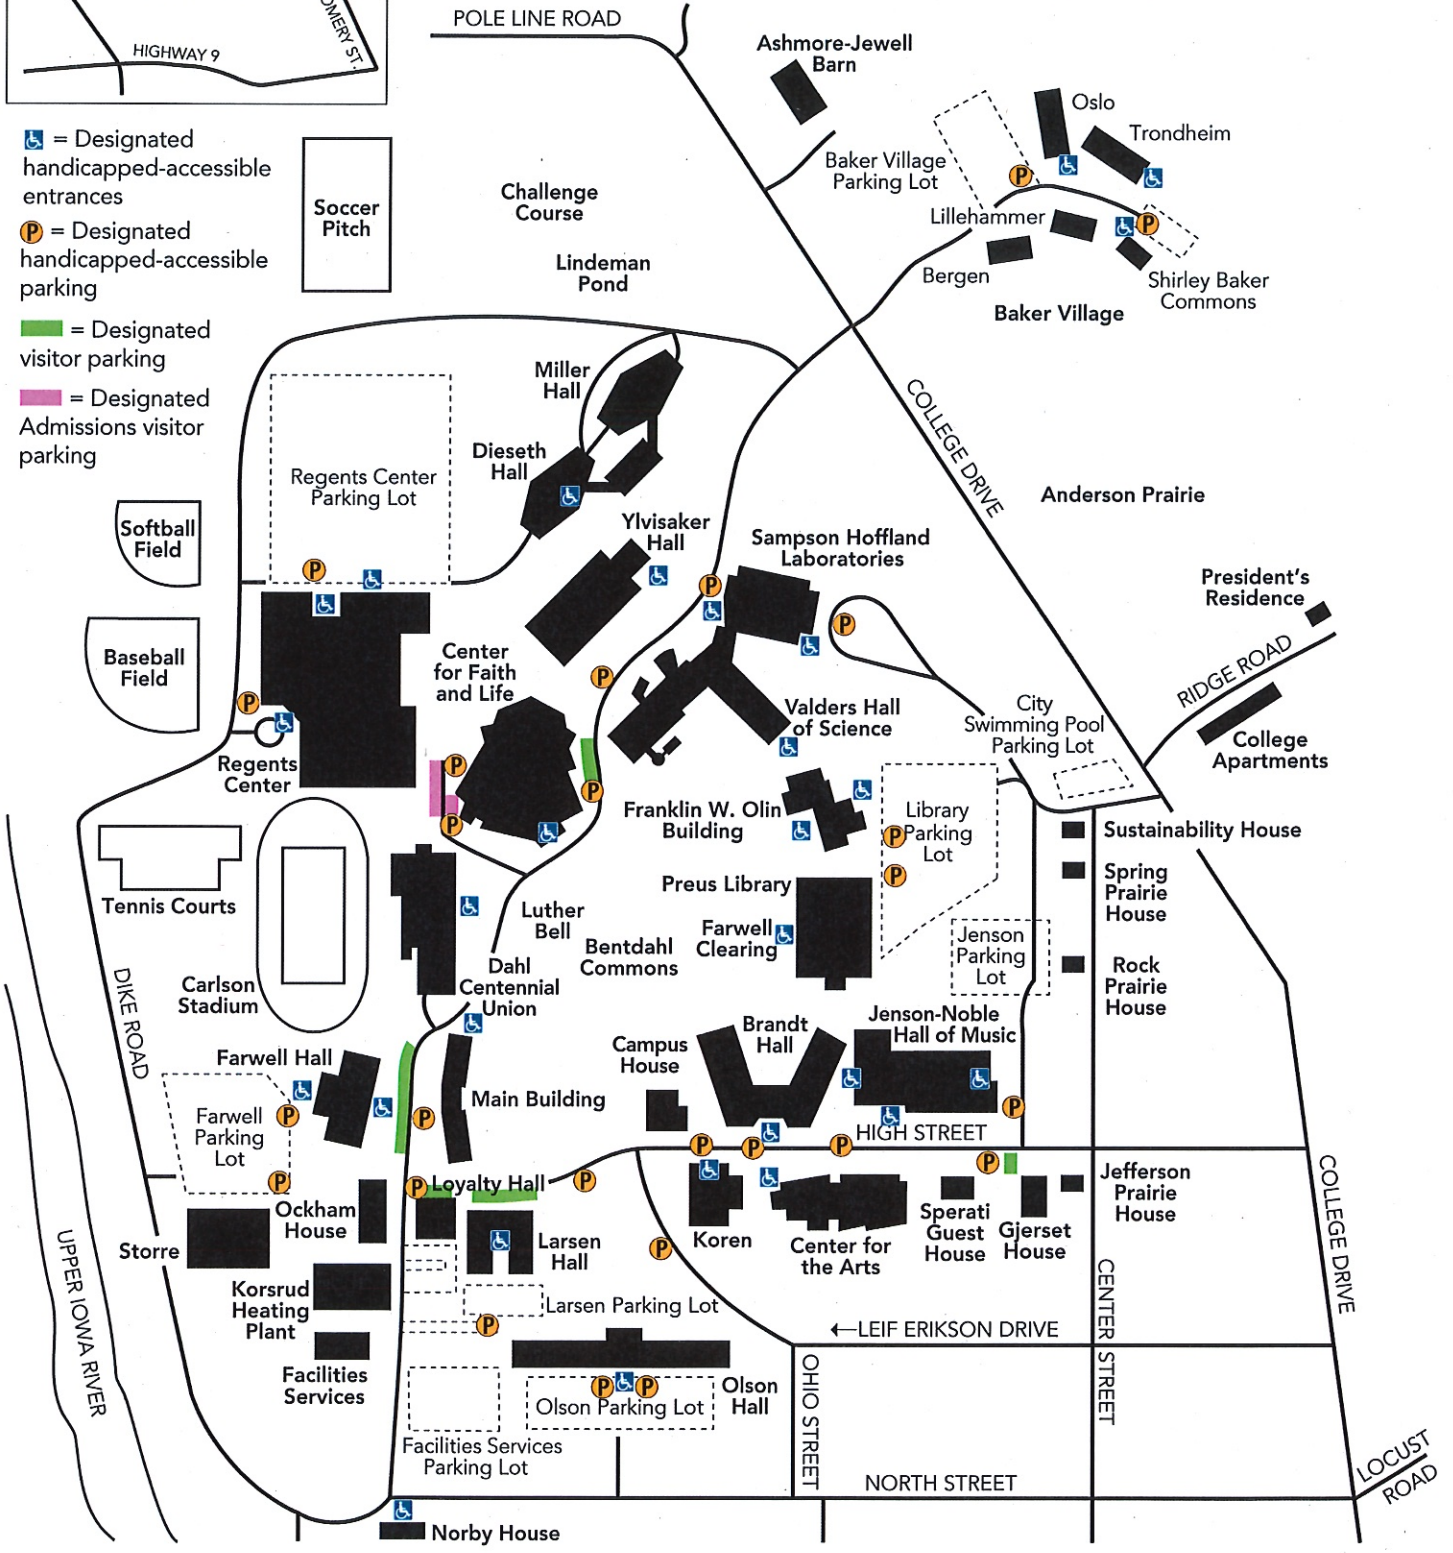 POLE LINE ROAD
HIGHWAY 9
OMERY ST.
= Designated
handicapped-accessible
entrances
P = Designated
handicapped-accessible
parking
= Designated
visitor parking
= Designated
Admissions visitor
parking
Ashmore-Jewell
Barn
Oslo
Trondheim
Baker Village
Parking Lot
P
Lillehammer
P
Bergen
Shirley Baker
Commons
Baker Village
Soccer
Pitch
Challenge
Course
Lindeman
Pond
Miller
Hall
Dieseth
Hall
Regents Center
Parking Lot
P
COLLEGE DRIVE
Anderson Prairie
Softball
Field
Ylvisaker
Hall
Sampson Hoffland
Laboratories
P
P
President's
Residence
RIDGE ROAD
College
Apartments
Baseball
Field
Center
for Faith
and Life
P
P
Regents
Center
P
P
P
Valders Hall
of Science
City
Swimming Pool
Parking Lot
Franklin W. Olin
Building
Library
Parking
Lot
P
P
Sustainability House
Spring
Prairie
House
Tennis Courts
Preus Library
Farwell
Clearing
Luther
Bell
Bentdahl
Commons
Jenson
Parking
Lot
Rock
Prairie
House
Carlson
Stadium
Dahl
Centennial
Union
DIKE ROAD
Farwell Hall
Farwell
Parking
Lot
P
P
P
Main Building
Campus
House
Brandt
Hall
Jenson-Noble
Hall of Music
P
HIGH STREET
P
P
P
P
Loyalty Hall
P
P
Jefferson
Prairie
House
COLLEGE DRIVE
Ockham
House
Storre
Larsen
Hall
Koren
Center for
the Arts
Sperati
Guest
House
Gjerset
House
P
UPPER IOWA RIVER
Korsrud
Heating
Plant
Larsen Parking Lot
P
←LEIF ERIKSON DRIVE
CENTER STREET
Facilities
Services
P
P
Olson Parking Lot
Olson
Hall
OHIO STREET
Facilities Services
Parking Lot
NORTH STREET
LOCUST
ROAD
Norby House